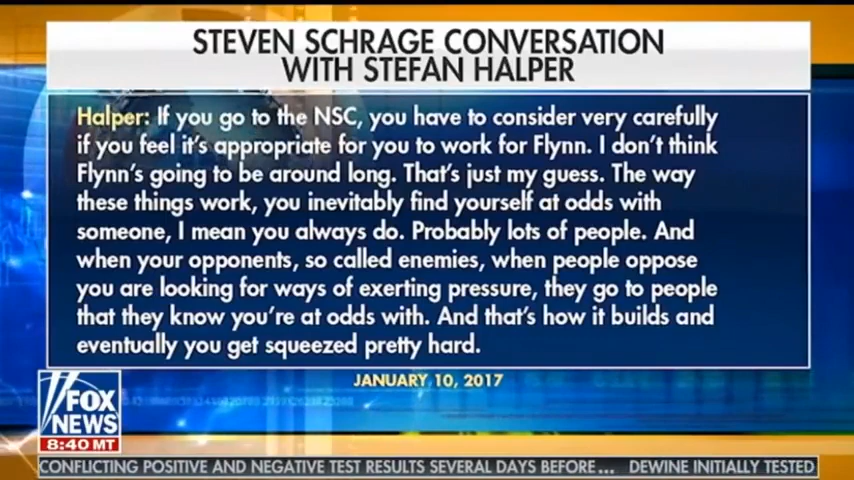 STEVEN SCHRAGE CONVERSATION
WITH STEFAN HALPER
Halper: If you go to the NSC, you have to consider very carefully
if you feel it's appropriate for you to work for Flynn. I don't think
Flynn's going to be around long. That's just my guess. The way
these things work, you inevitably find yourself at odds with
someone, I mean you always do. Probably lots of people. And
when your opponents, so called enemies, when people oppose
you are looking for ways of exerting pressure, they go to people
that they know you're at odds with. And that's how it builds and
eventually you get squeezed pretty hard.
JANUARY 10, 2017
FOX
NEWS
8:40 MT
CONFLICTING POSITIVE AND NEGATIVE TEST RESULTS SEVERAL DAYS BEFORE... DEWINE INITIALLY TESTED